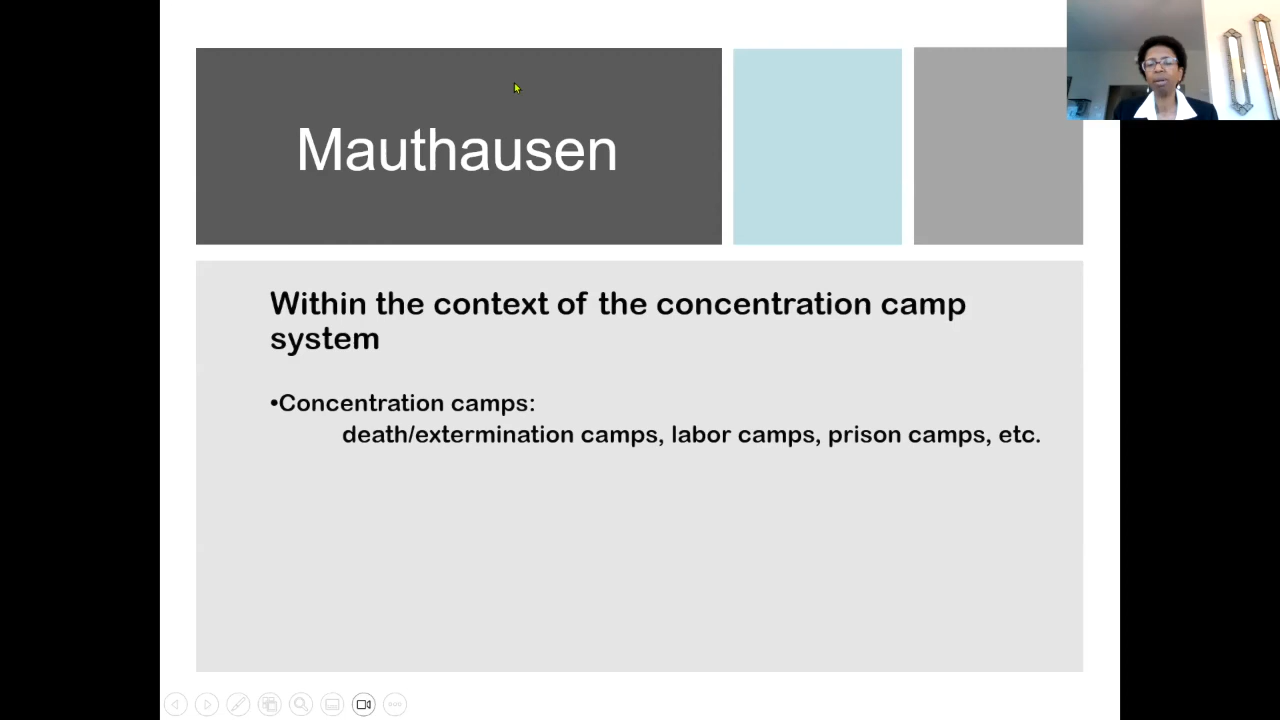 Mauthausen
Within the context of the concentration camp
system
•Concentration camps:
death/extermination camps, labor camps, prison camps, etc.